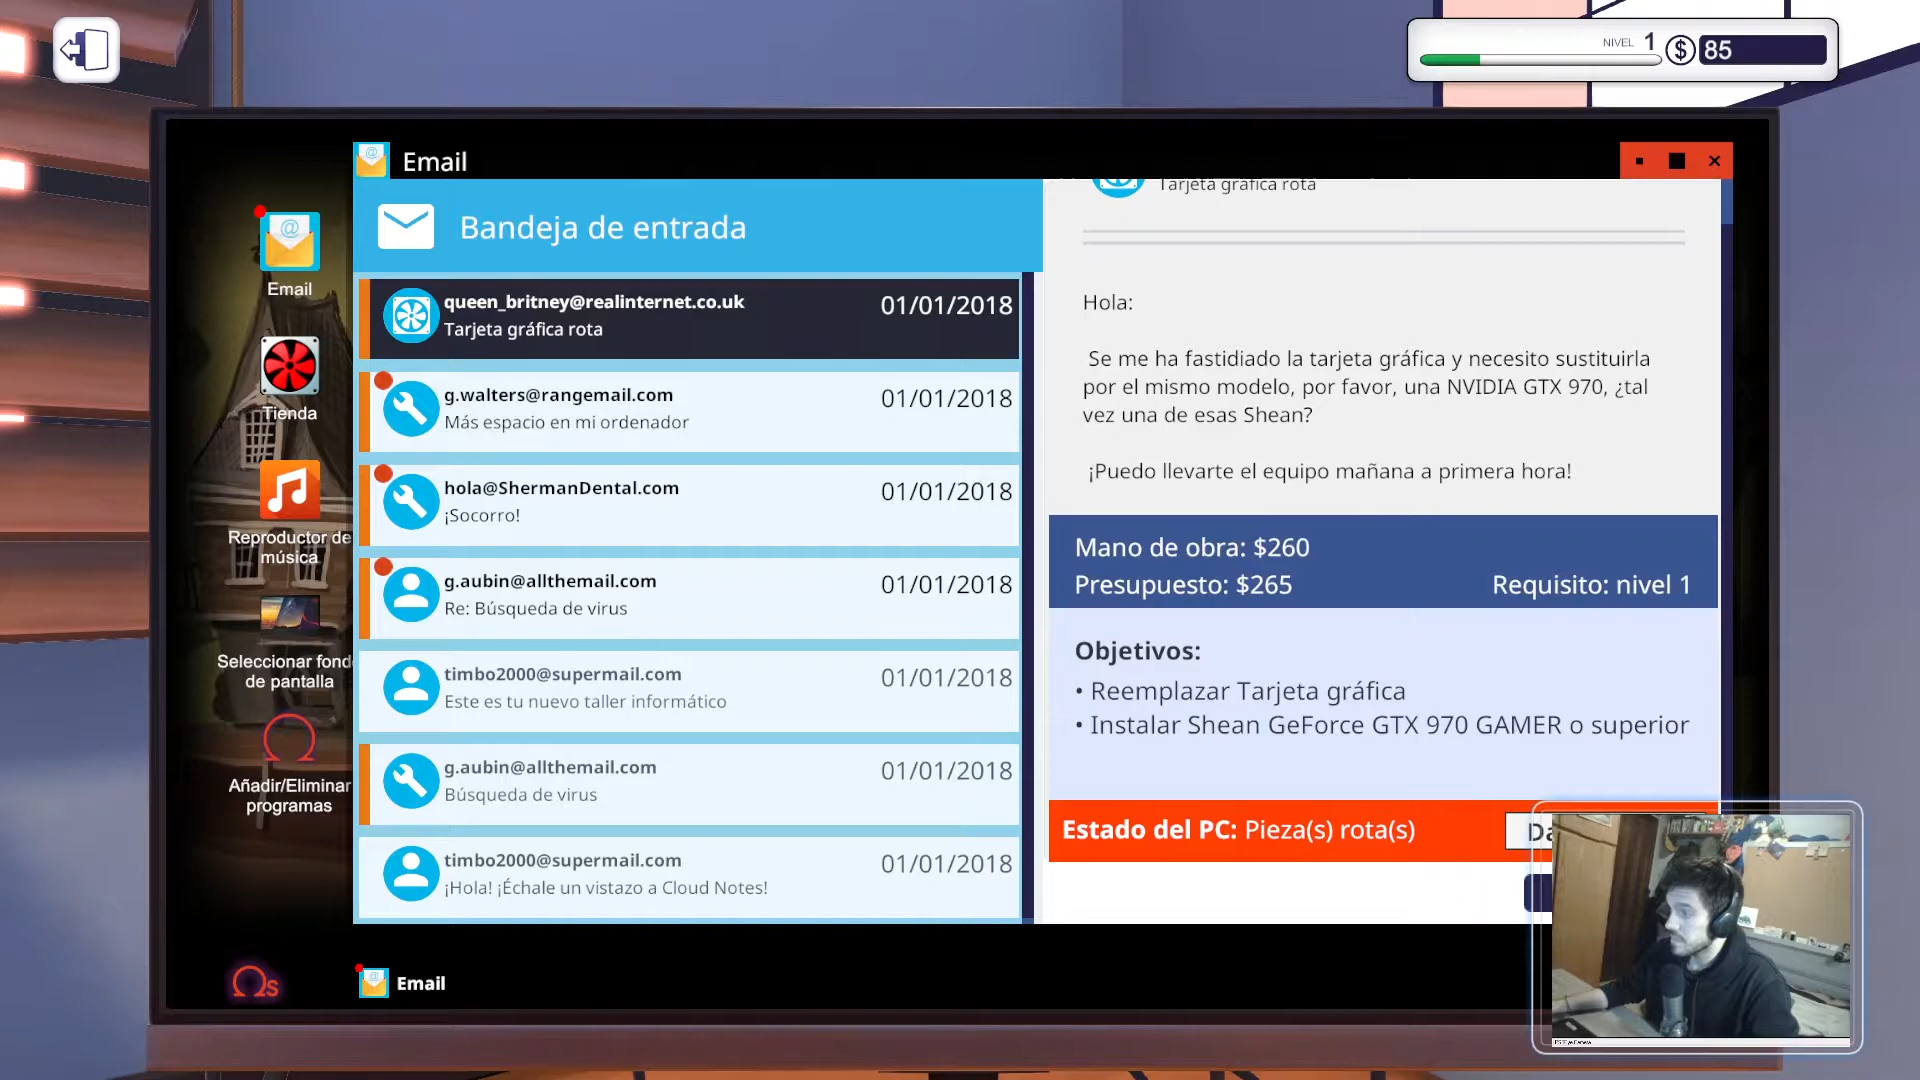 NIVEL 1
$ 85
Email
Email
Tienda
Reproductor de
música
Seleccionar fond
de pantalla
Añadir/Eliminar
programas
Bandeja de entrada
queen_britney@realinternet.co.uk 01/01/2018
Tarjeta gráfica rota
g.walters@rangemail.com 01/01/2018
Más espacio en mi ordenador
hola@ShermanDental.com 01/01/2018
¡Socorro!
g.aubin@allthemail.com 01/01/2018
Re: Búsqueda de virus
timbo2000@supermail.com 01/01/2018
Este es tu nuevo taller informático
g.aubin@allthemail.com 01/01/2018
Búsqueda de virus
timbo2000@supermail.com 01/01/2018
¡Hola! ¡Échale un vistazo a Cloud Notes!
Tarjeta gráfica rota
Hola:
Se me ha fastidiado la tarjeta gráfica y necesito sustituirla
por el mismo modelo, por favor, una NVIDIA GTX 970, ¿tal
vez una de esas Shean?
¡Puedo llevarte el equipo mañana a primera hora!
Mano de obra: $260
Presupuesto: $265 Requisito: nivel 1
Objetivos:
• Reemplazar Tarjeta gráfica
• Instalar Shean GeForce GTX 970 GAMER o superior
Estado del PC: Pieza(s) rota(s)
Ωs
Email